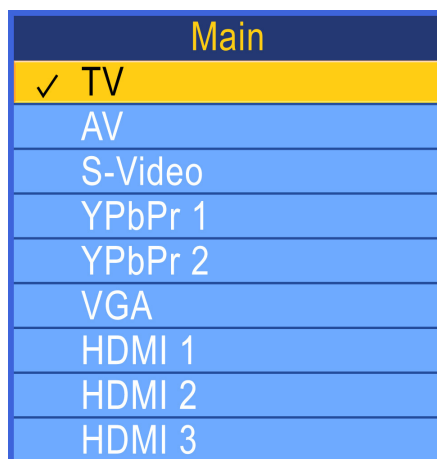 Main
✓ TV
AV
S-Video
YPbPr 1
YPbPr 2
VGA
HDMI 1
HDMI 2
HDMI 3